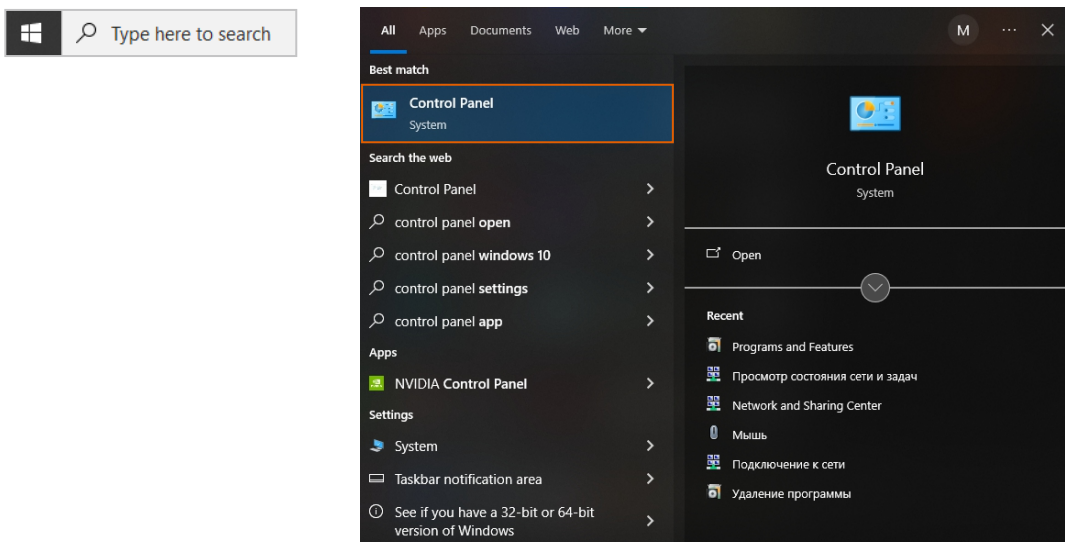 Type here to search
All Apps Documents Web More
M
Best match
Control Panel
System
Search the web
Control Panel
control panel open
control panel windows 10
control panel settings
control panel app
Apps
NVIDIA Control Panel
Settings
System
Taskbar notification area
See if you have a 32-bit or 64-bit
version of Windows
Control Panel
System
Open
Recent
Programs and Features
Просмотр состояния сети и задач
Network and Sharing Center
Мышь
Подключение к сети
Удаление программы